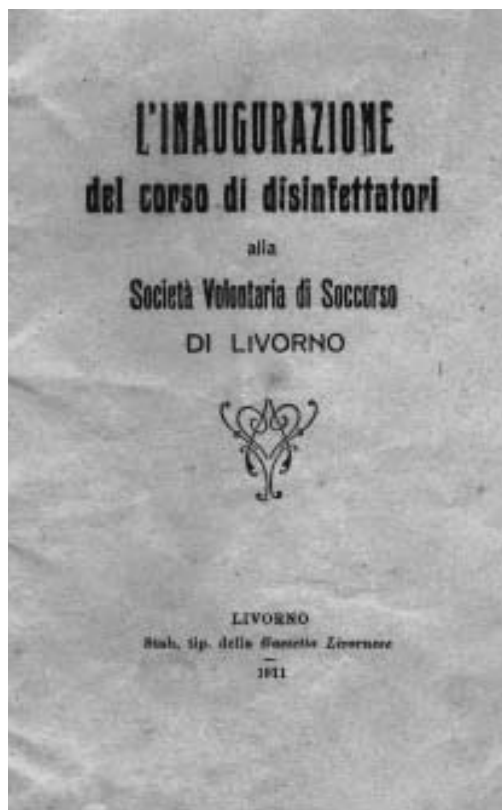 L'INAUGURAZIONE
del corso di disinfettatori
alla
Società Volontaria di Soccorso
DI LIVORNO
LIVORNO
Stab. tip. della Gazzetta Livornese
1911